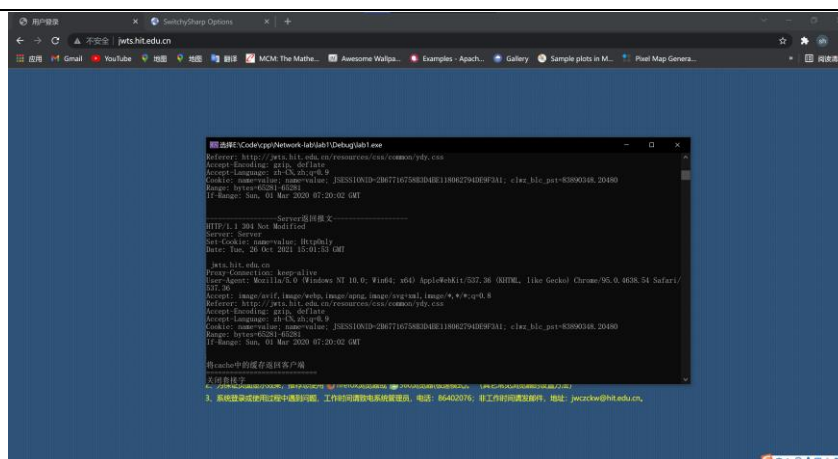 用户登录 SwitchySharp Options
不安全 jwts.hit.edu.cn
应用 Gmail YouTube 地图 地图 翻译 MCM: The Mathe... Awesome Wallpa... Examples - Apach... Gallery Sample plots in M... Pixel Map Genera... 阅读清
选择E:\Code\cpp\Network-lab\lab1\Debug\lab1.exe
Referer: http://jwts.hit.edu.cn/resources/css/common/ydy.css
Accept-Encoding: gzip, deflate
Accept-Language: zh-CN,zh;q=0.9
Cookie: name=value; name=value; clwz_blc_pst=83890348.20480
Range: bytes=65281-65281
If-Range: Sun, 01 Mar 2020 07:20:02 GMT
--------------------Server返回报文--------------------
HTTP/1.1 304 Not Modified
Server: Server
Set-Cookie: name=value; HttpOnly
Date: Tue, 26 Oct 2021 15:01:53 GMT
jwts.hit.edu.cn
Proxy-Connection: keep-alive
User-Agent: Mozilla/5.0 (Windows NT 10.0; Win64; x64) AppleWebKit/537.36 (KHTML, like Gecko) Chrome/95.0.4638.54 Safari/
537.36
Accept: image/avif,image/webp,image/apng,image/svg+xml,image/*,*/*;q=0.8
Referer: http://jwts.hit.edu.cn/resources/css/common/ydy.css
Accept-Encoding: gzip, deflate
Accept-Language: zh-CN,zh;q=0.9
Cookie: name=value; name=value; clwz_blc_pst=83890348.20480
Range: bytes=65281-65281
If-Range: Sun, 01 Mar 2020 07:20:02 GMT
将cache中的缓存返回客户端
==============================
关闭套接字
3、系统登录或使用过程中遇到问题，工作时间请致电系统管理员，电话：86402076；非工作时间请发邮件，地址：jwczckw@hit.edu.cn。